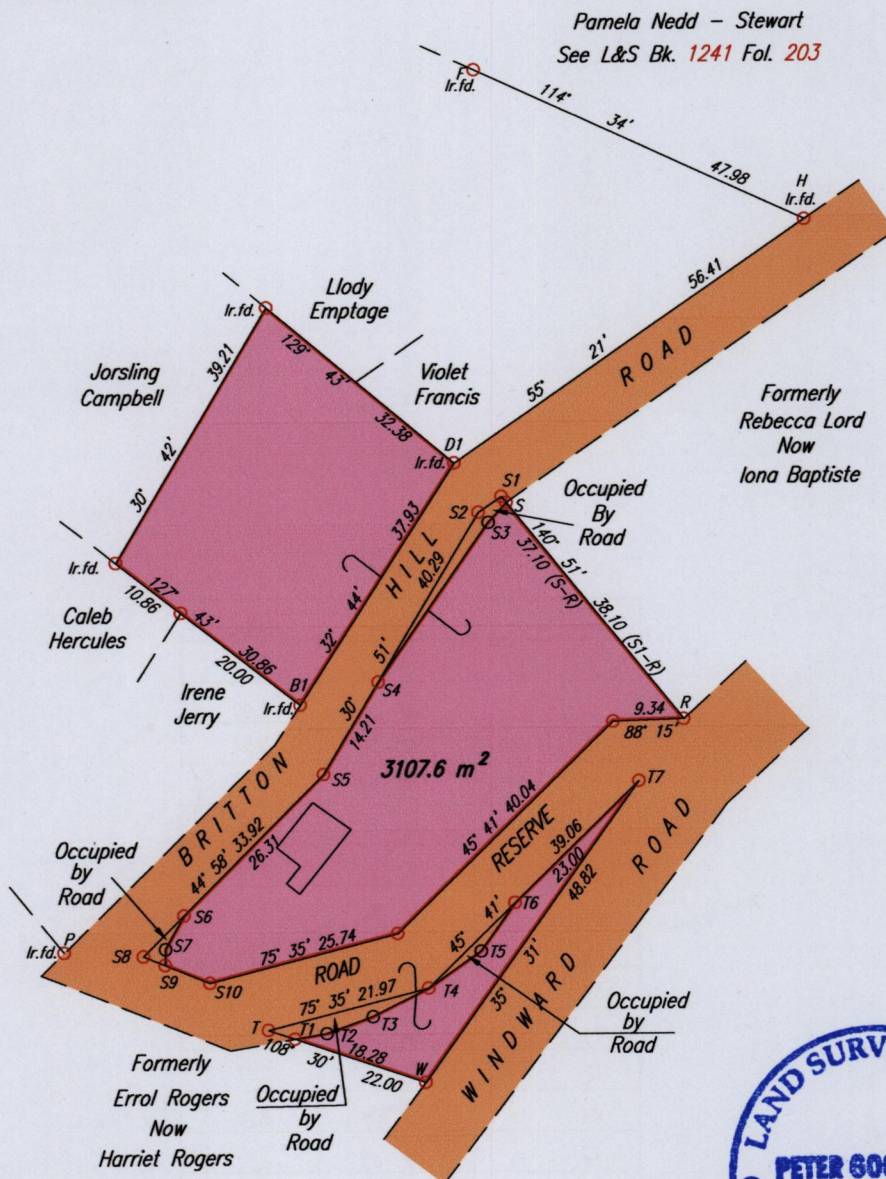 Pamela Nedd – Stewart
See L&S Bk. 1241 Fol. 203
F
Ir.fd.
114° 34' 47.98
H
Ir.fd.
56.41
55° 21'
ROAD
Llody
Emptage
Ir.fd.
129° 43' 32.38
Jorsling
Campbell
39.21
30° 42'
Violet
Francis
D1
Ir.fd.
Formerly
Rebecca Lord
Now
Iona Baptiste
S1
S
S2
S3
Occupied
By
Road
140° 51'
37.10 (S-R)
38.10 (S1-R)
37.93
32° 44'
HILL
40.29
30° 51'
14.21
Ir.fd.
127° 43'
10.86
30.86
20.00
Caleb
Hercules
Irene
Jerry
B1
Ir.fd.
S4
9.34
R
88° 15'
3107.6 m²
S5
T7
BRITTON
44° 58' 33.92
26.31
45° 41' 40.04
RESERVE
39.06
23.00
48.82
ROAD
Occupied
by
Road
P
Ir.fd.
S6
S7
S8
S9
S10
75° 35' 25.74
ROAD
T6
45° 41'
T5
35° 31'
WINDWARD
75° 35' 21.97
T4
T
T1
T2
T3
108° 30'
18.28
22.00
W
Occupied
by
Road
Formerly
Errol Rogers
Now
Harriet Rogers
Occupied
by
Road
LAND SURV
PETER GOO